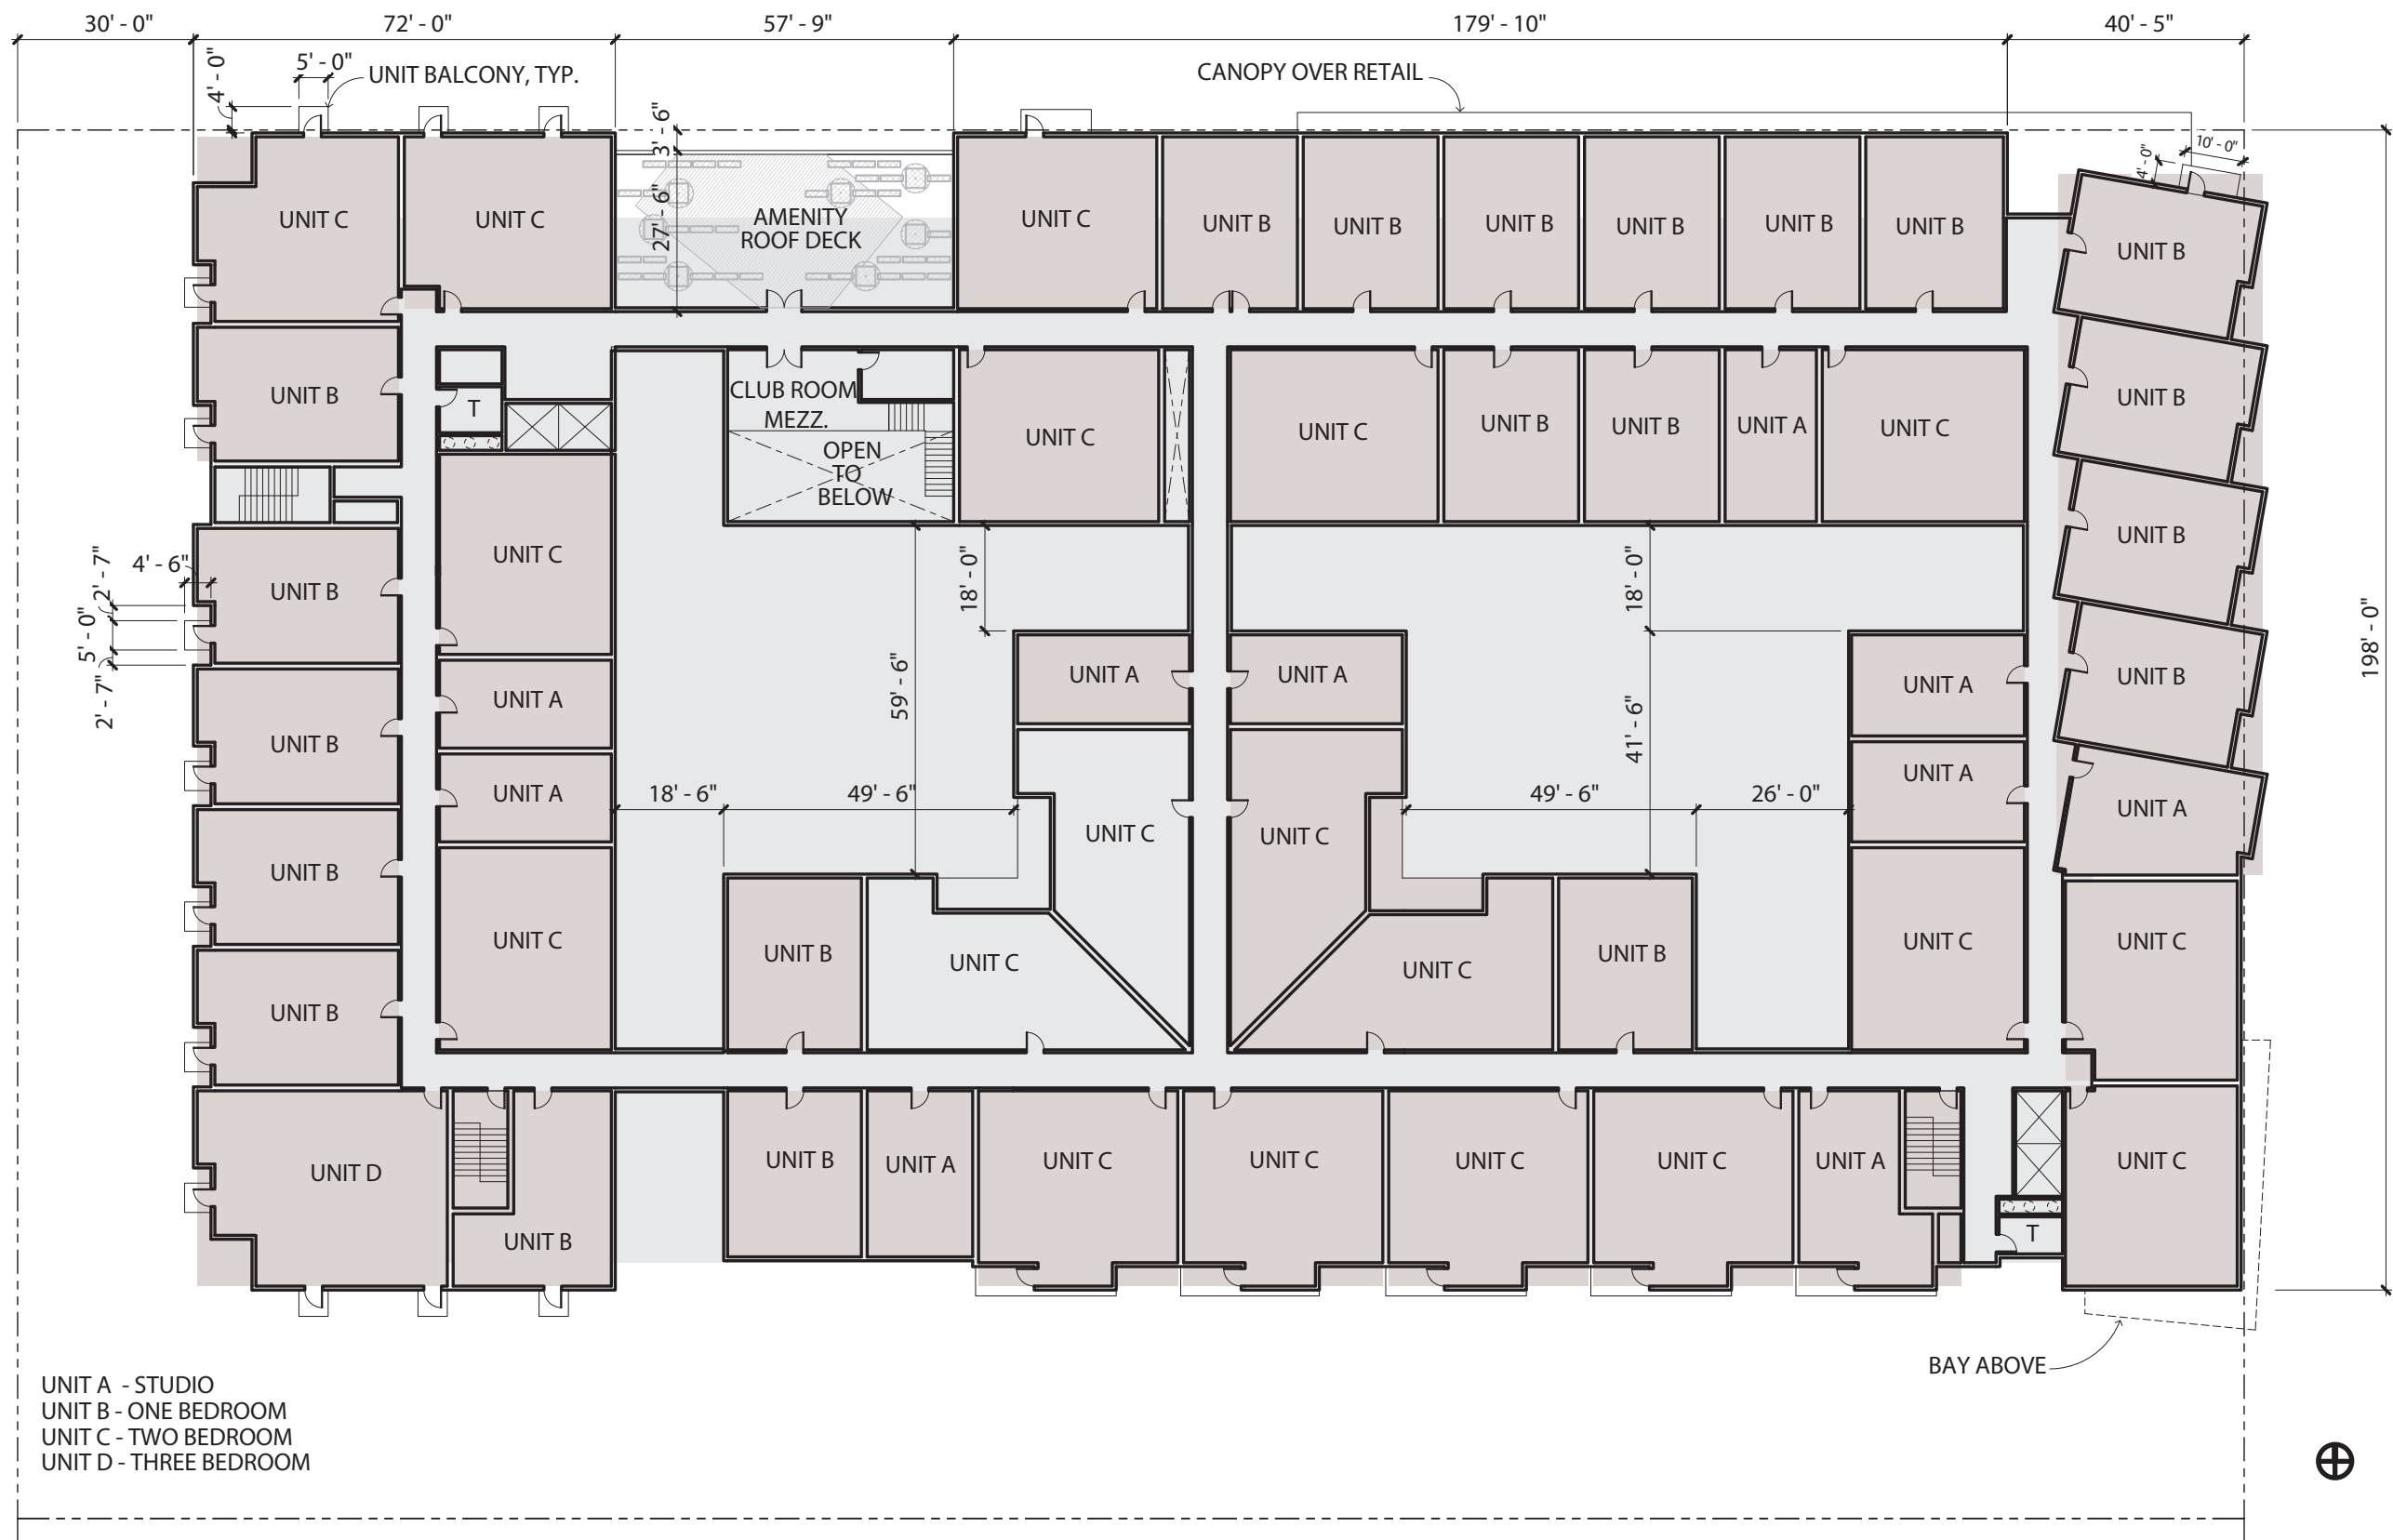 30' - 0"
72' - 0"
57' - 9"
179' - 10"
40' - 5"
4' - 0"
5' - 0"
UNIT BALCONY, TYP.
CANOPY OVER RETAIL
3' - 6"
27' - 6"
10' - 0"
4' - 0"
UNIT C
UNIT C
AMENITY
ROOF DECK
UNIT C
UNIT B
UNIT B
UNIT B
UNIT B
UNIT B
UNIT B
UNIT B
UNIT B
T
CLUB ROOM
MEZZ.
OPEN
TO
BELOW
UNIT C
UNIT C
UNIT B
UNIT B
UNIT A
UNIT C
UNIT B
UNIT C
UNIT B
4' - 6"
2' - 7"
5' - 0"
2' - 7"
UNIT B
18' - 0"
18' - 0"
198' - 0"
59' - 6"
41' - 6"
UNIT A
UNIT A
UNIT A
UNIT A
UNIT B
UNIT B
UNIT A
18' - 6"
49' - 6"
49' - 6"
26' - 0"
UNIT A
UNIT A
UNIT C
UNIT C
UNIT B
UNIT C
UNIT B
UNIT C
UNIT C
UNIT B
UNIT C
UNIT C
UNIT B
UNIT D
UNIT B
UNIT B
UNIT A
UNIT C
UNIT C
UNIT C
UNIT C
UNIT A
T
UNIT C
BAY ABOVE
UNIT A - STUDIO
UNIT B - ONE BEDROOM
UNIT C - TWO BEDROOM
UNIT D - THREE BEDROOM